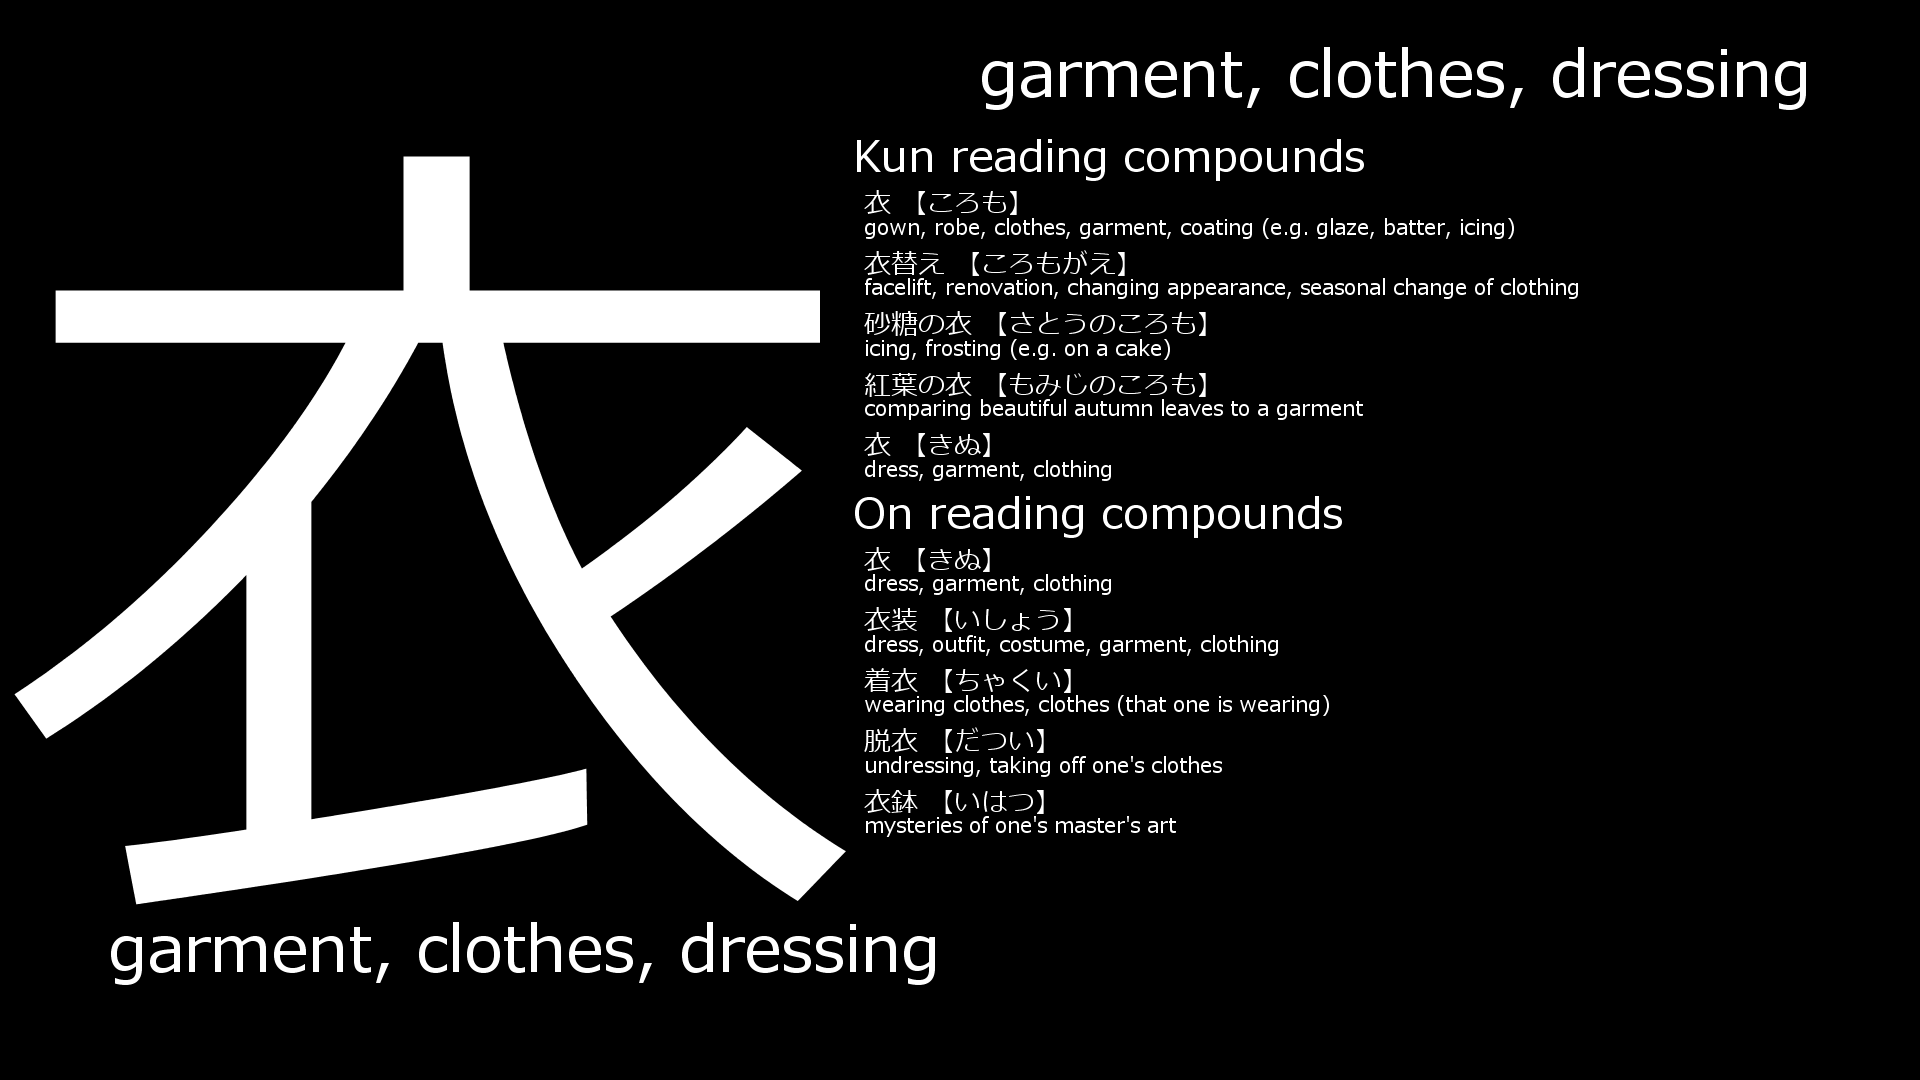 衣
garment, clothes, dressing
garment, clothes, dressing
Kun reading compounds
衣 【ころも】
gown, robe, clothes, garment, coating (e.g. glaze, batter, icing)
衣替え 【ころもがえ】
facelift, renovation, changing appearance, seasonal change of clothing
砂糖の衣 【さとうのころも】
icing, frosting (e.g. on a cake)
紅葉の衣 【もみじのころも】
comparing beautiful autumn leaves to a garment
衣 【きぬ】
dress, garment, clothing
On reading compounds
衣 【きぬ】
dress, garment, clothing
衣装 【いしょう】
dress, outfit, costume, garment, clothing
着衣 【ちゃくい】
wearing clothes, clothes (that one is wearing)
脱衣 【だつい】
undressing, taking off one's clothes
衣鉢 【いはつ】
mysteries of one's master's art